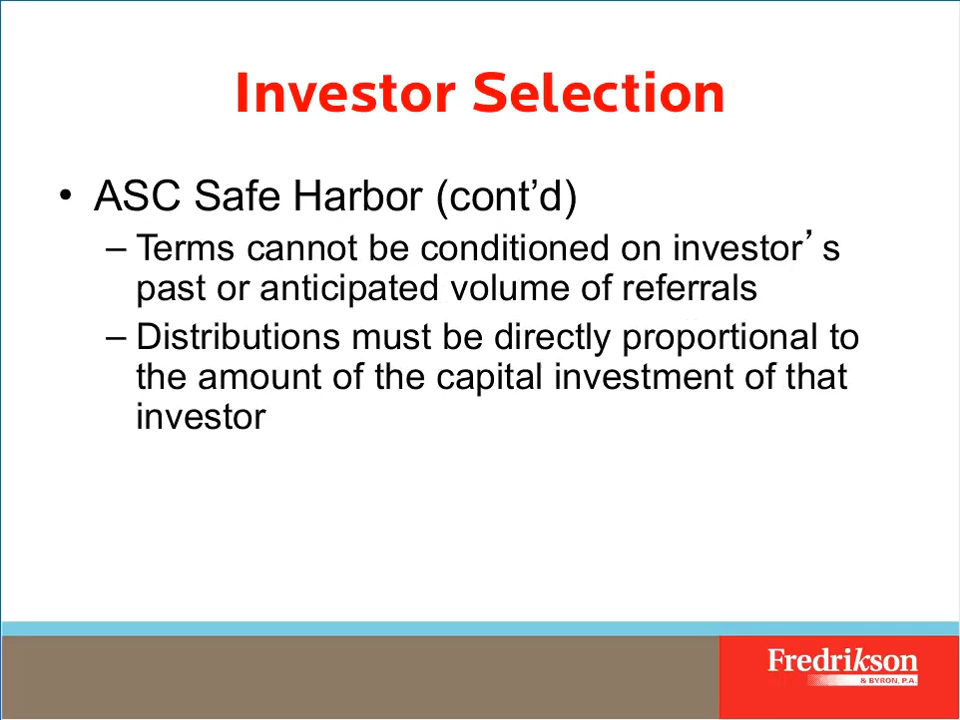 Investor Selection
• ASC Safe Harbor (cont’d)
– Terms cannot be conditioned on investor’s
past or anticipated volume of referrals
– Distributions must be directly proportional to
the amount of the capital investment of that
investor
Fredrikson
& BYRON, P.A.